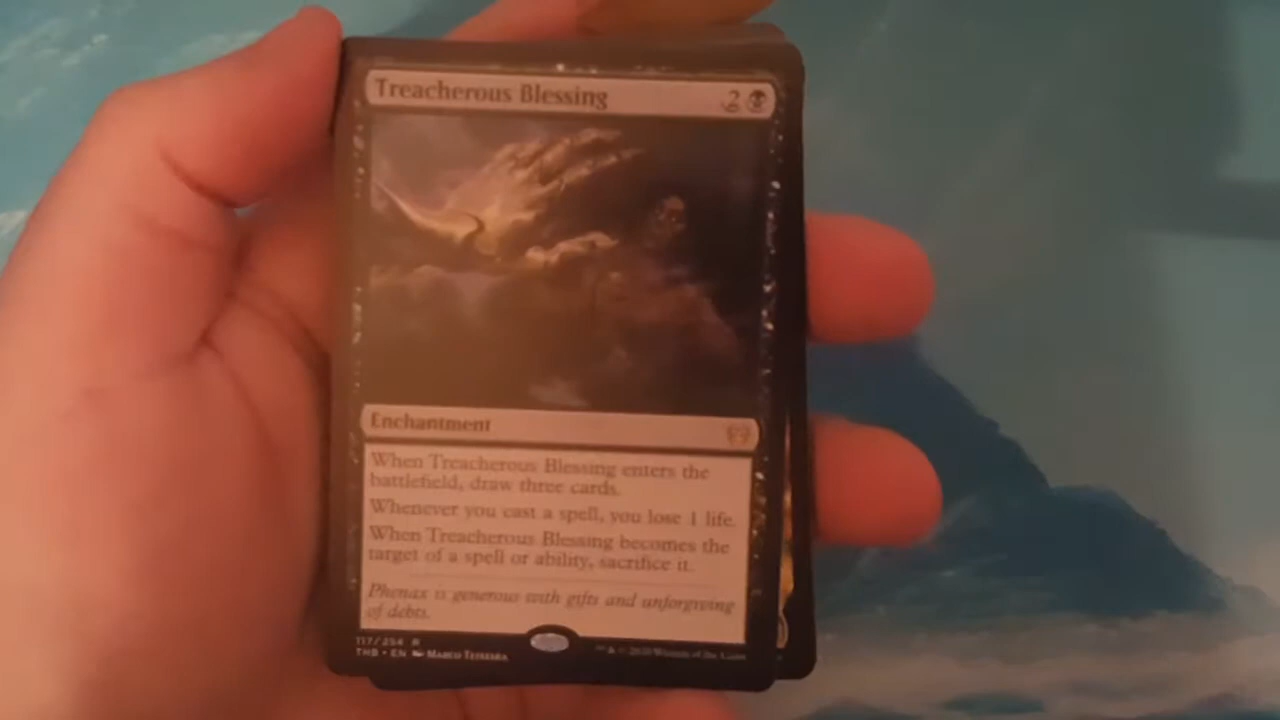 Treacherous Blessing 2
Enchantment
When Treacherous Blessing enters the
battlefield, draw three cards.
Whenever you cast a spell, you lose 1 life.
When Treacherous Blessing becomes the
target of a spell or ability, sacrifice it.
Phenax is generous with gifts and unforgiving
of debts.
117/254 R
THB • EN Marco Teixeira
™ & © 2020 Wizards of the Coast